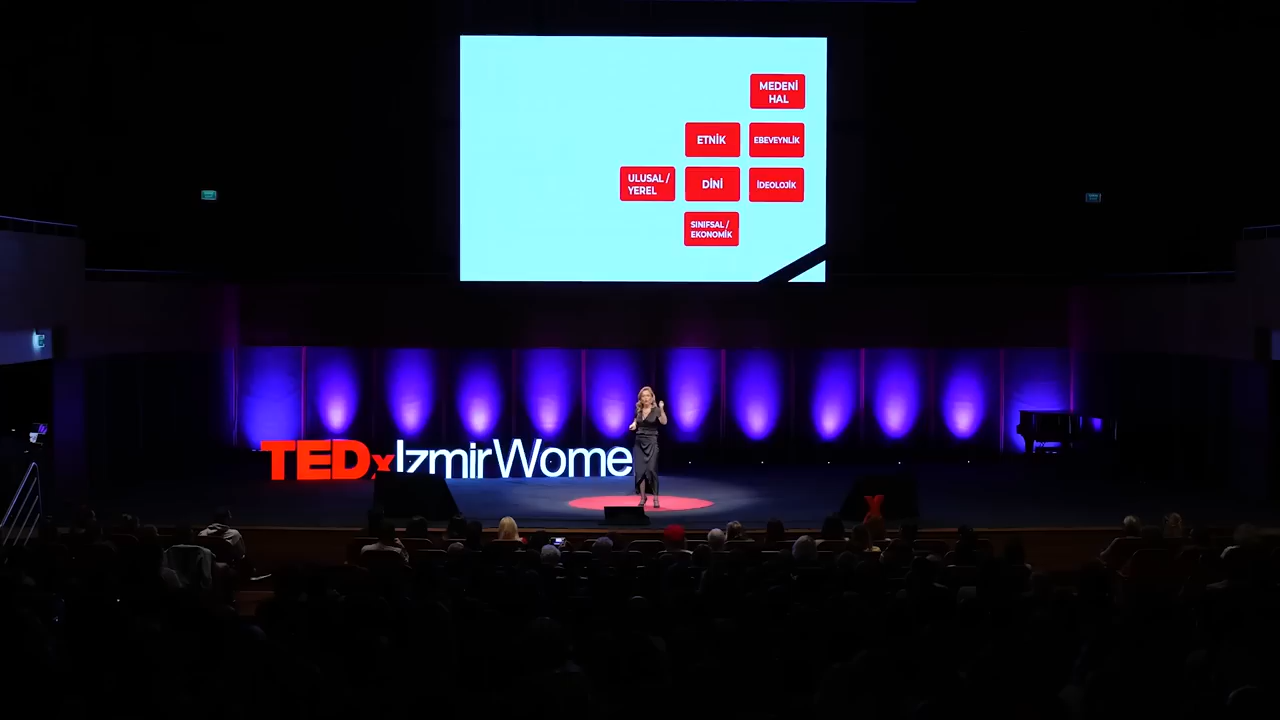 MEDENİ
HAL
ETNİK
EBEVEYNLİK
ULUSAL /
YEREL
DİNİ
İDEOLOJİK
SINIFSAL /
EKONOMİK
TEDxIzmirWome
x